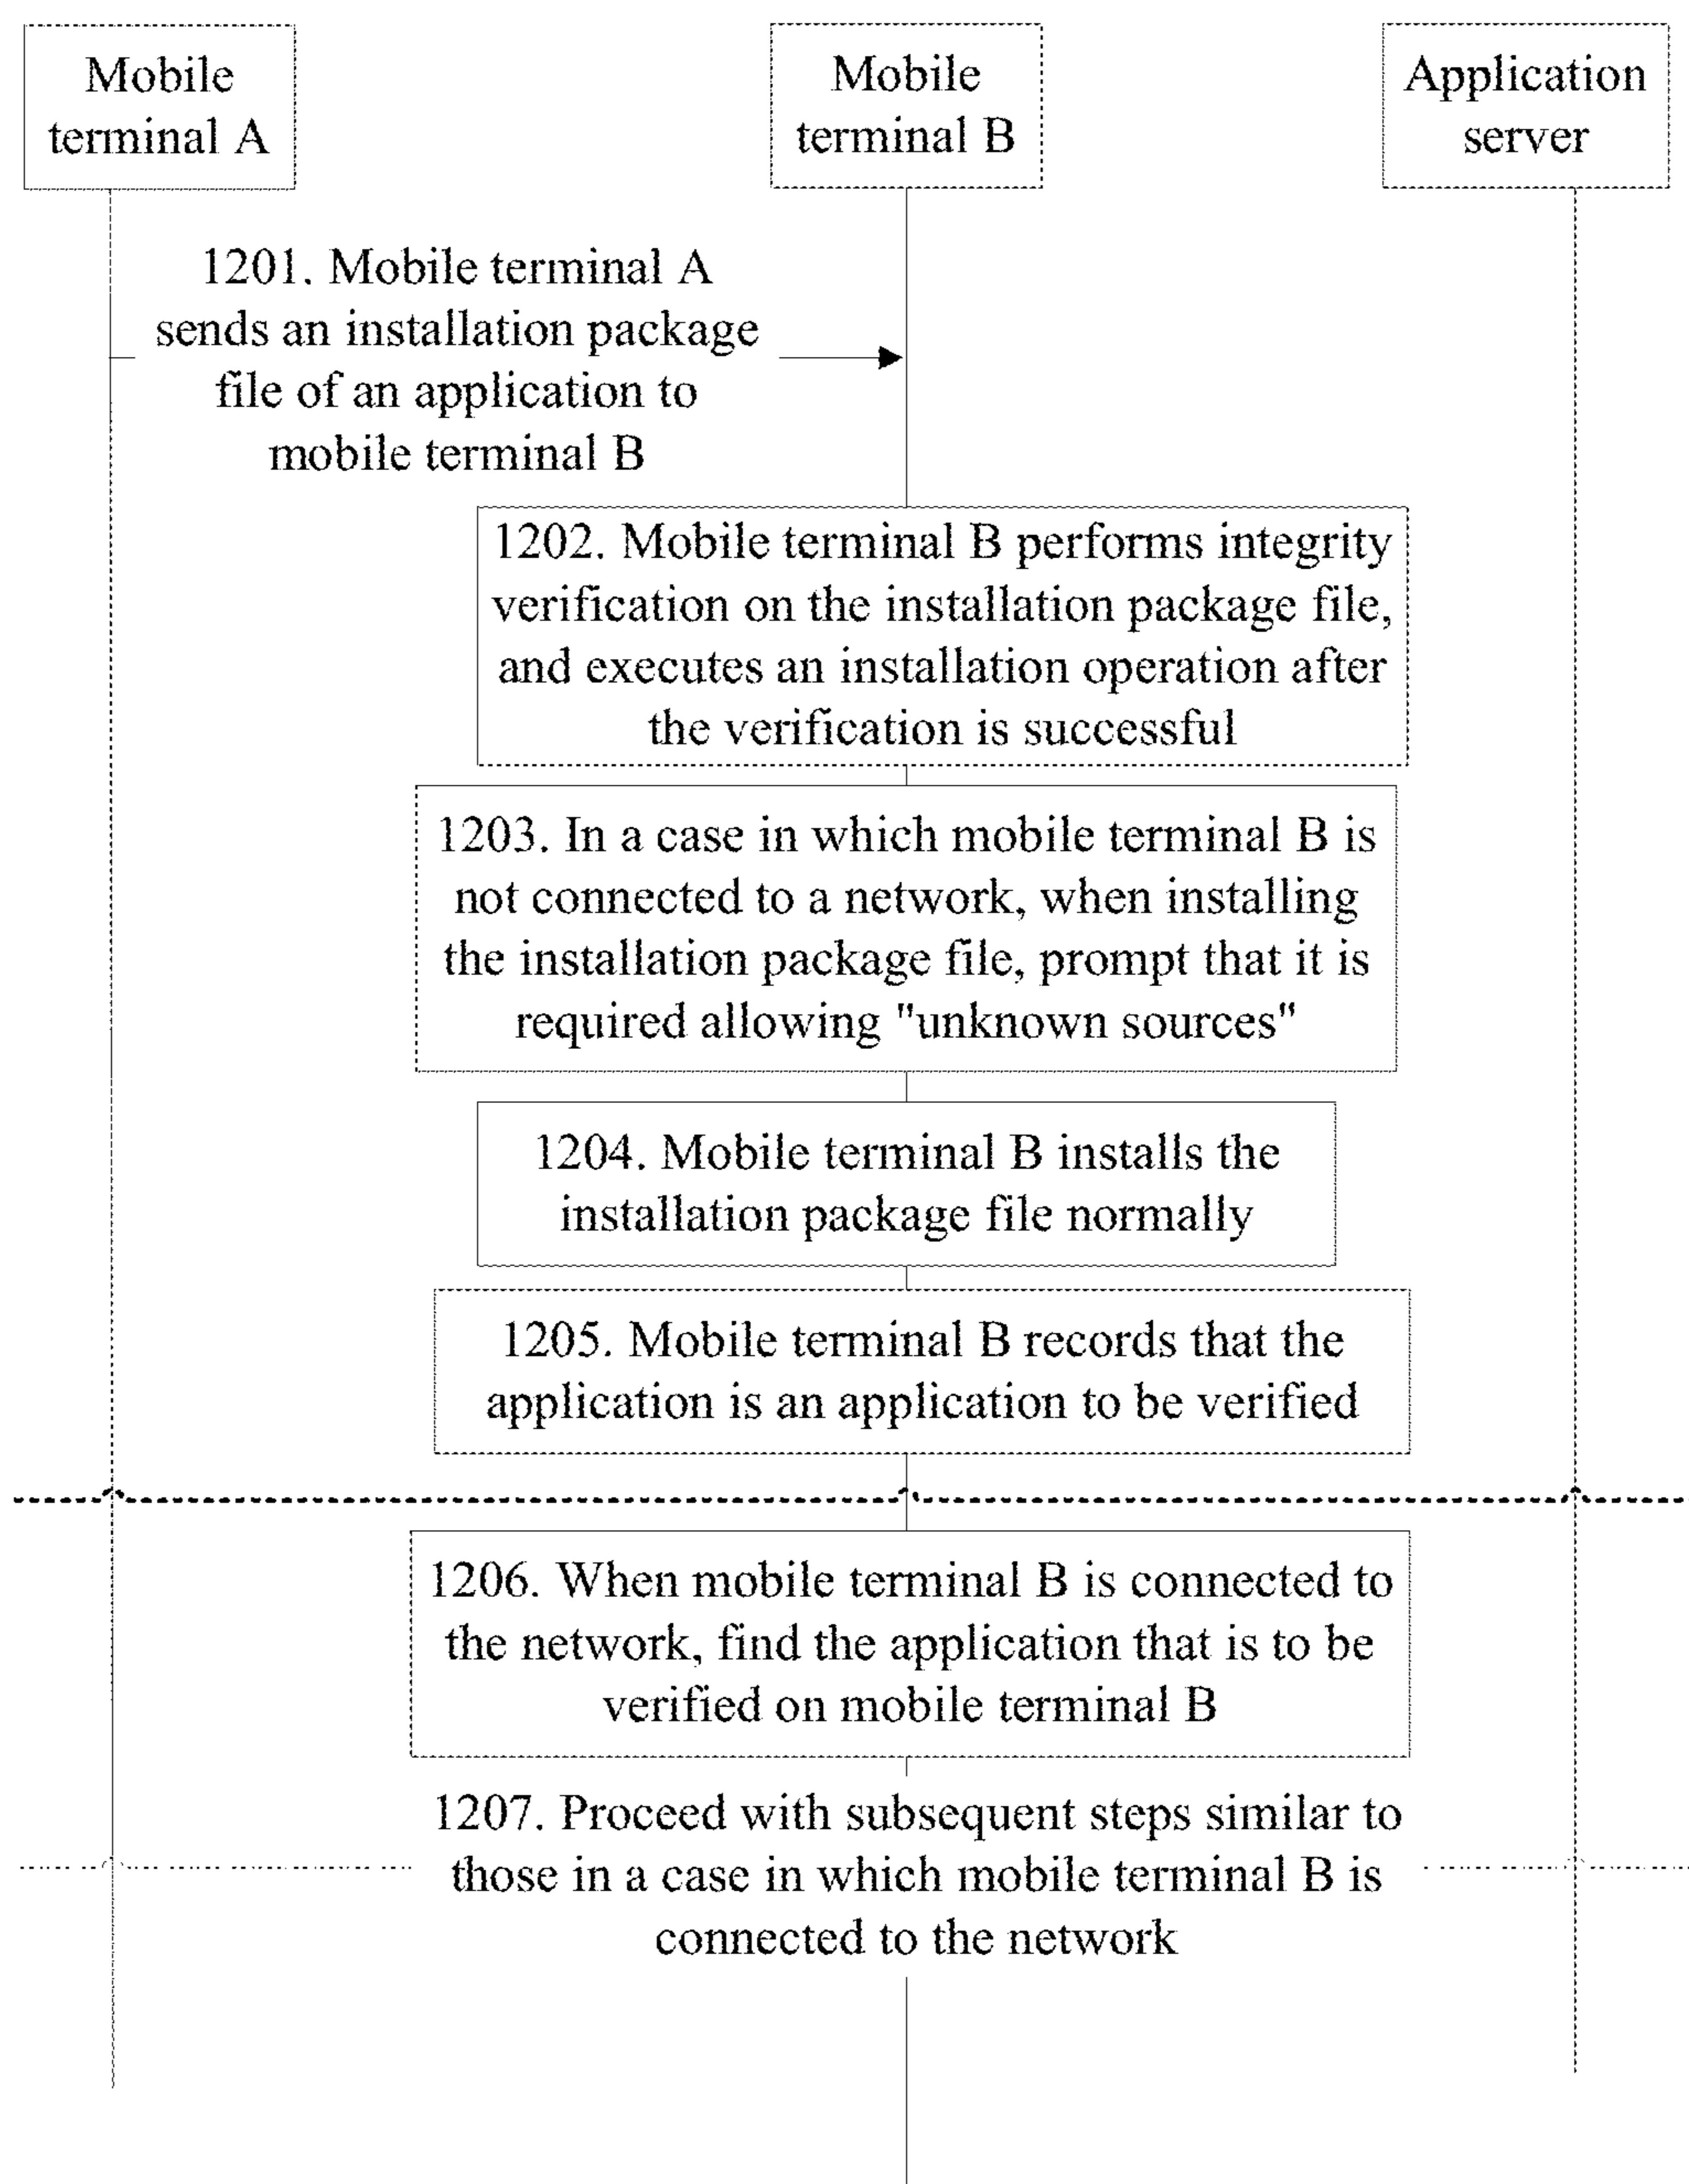 Mobile
terminal A
Mobile
terminal B
Application
server
1201. Mobile terminal A
sends an installation package
file of an application to
mobile terminal B
1202. Mobile terminal B performs integrity
verification on the installation package file,
and executes an installation operation after
the verification is successful
1203. In a case in which mobile terminal B is
not connected to a network, when installing
the installation package file, prompt that it is
required allowing "unknown sources"
1204. Mobile terminal B installs the
installation package file normally
1205. Mobile terminal B records that the
application is an application to be verified
1206. When mobile terminal B is connected to
the network, find the application that is to be
verified on mobile terminal B
1207. Proceed with subsequent steps similar to
those in a case in which mobile terminal B is
connected to the network